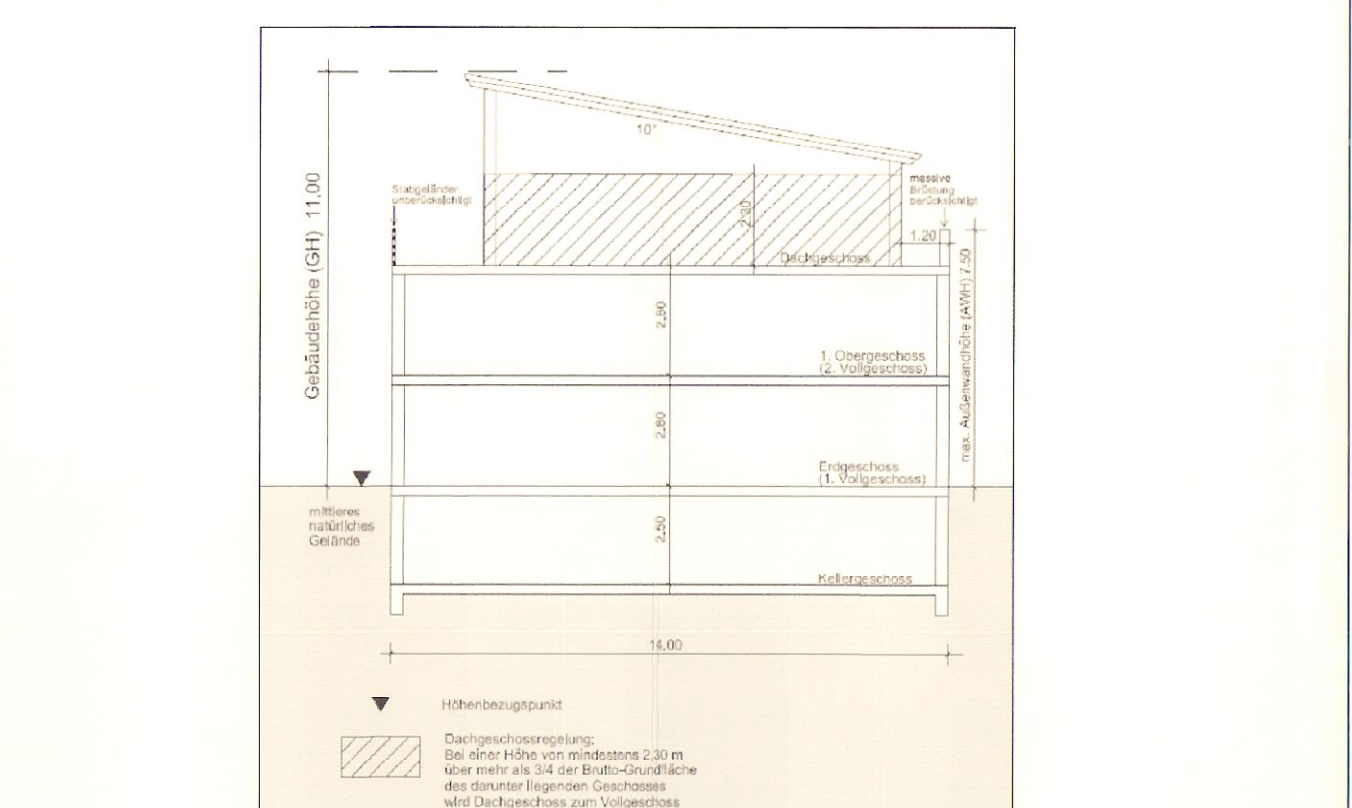 Gebäudehöhe (GH) 11.00
10°
Stabgeländer
unberücksichtigt
massive
Brüstung
berücksichtigt
1.20
Dachgeschoss
max. Außenwandhöhe (AWH) 7.50
2.80
1. Obergeschoss
(2. Vollgeschoss)
2.80
Erdgeschoss
(1. Vollgeschoss)
mittleres
natürliches
Gelände
2.50
Kellergeschoss
14.00
Höhenbezugspunkt
Dachgeschossregelung:
Bei einer Höhe von mindestens 2.30 m
über mehr als 3/4 der Brutto-Grundfläche
des darunter liegenden Geschosses
wird Dachgeschoss zum Vollgeschoss